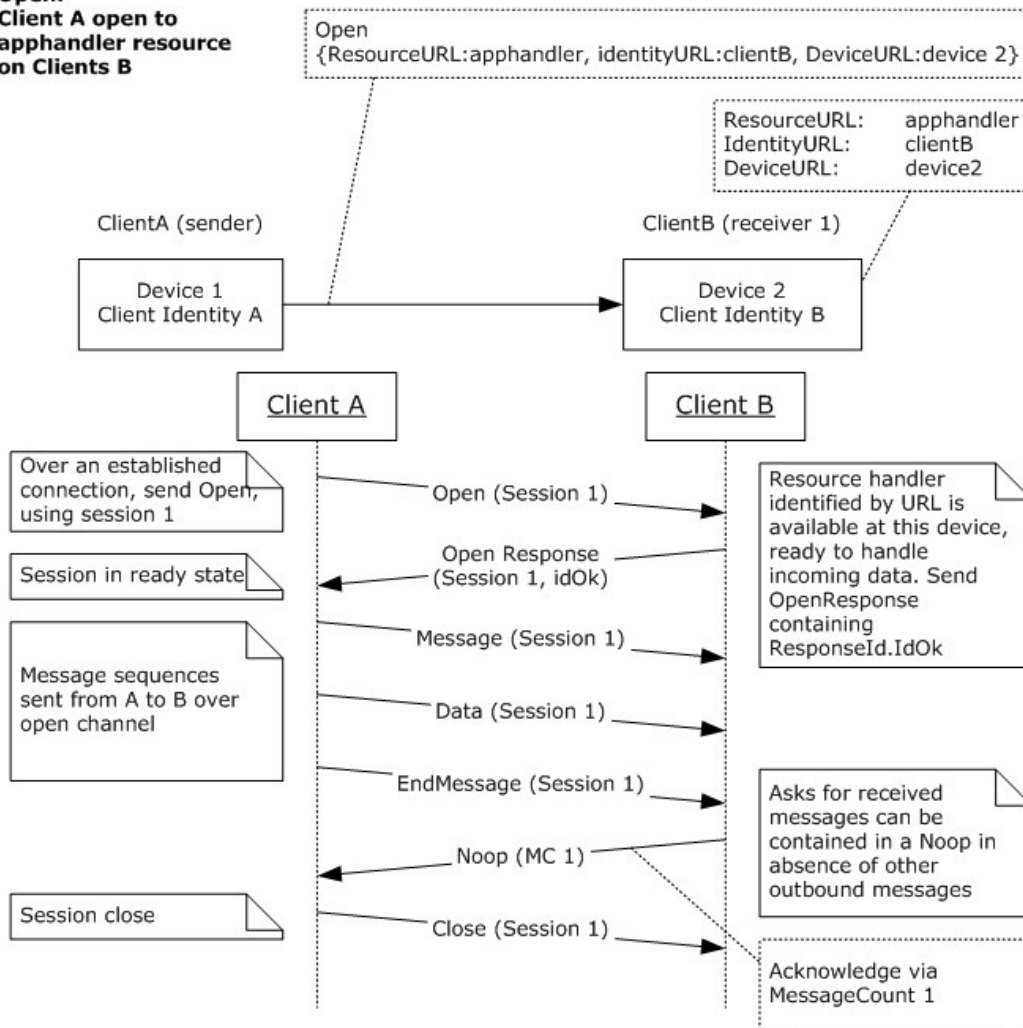 Client A open to
apphandler resource
on Clients B
Open
{ResourceURL:apphandler, identityURL:clientB, DeviceURL:device 2}
ResourceURL: apphandler
IdentityURL: clientB
DeviceURL: device2
ClientA (sender)
ClientB (receiver 1)
Device 1
Client Identity A
Device 2
Client Identity B
Client A
Client B
Over an established
connection, send Open,
using session 1
Open (Session 1)
Resource handler
identified by URL is
available at this device,
ready to handle
incoming data. Send
OpenResponse
containing
ResponseId.IdOk
Open Response
(Session 1, idOk)
Session in ready state
Message (Session 1)
Message sequences
sent from A to B over
open channel
Data (Session 1)
EndMessage (Session 1)
Asks for received
messages can be
contained in a Noop in
absence of other
outbound messages
Noop (MC 1)
Session close
Close (Session 1)
Acknowledge via
MessageCount 1